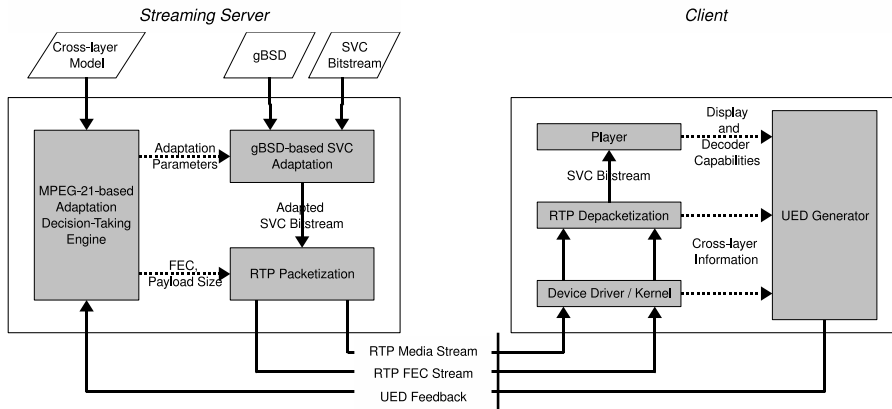 Streaming Server
Client
Cross-layer
Model
gBSD
SVC
Bitstream
MPEG-21-based
Adaptation
Decision-Taking
Engine
Adaptation
Parameters
gBSD-based SVC
Adaptation
Adapted
SVC Bitstream
FEC,
Payload Size
RTP Packetization
Player
SVC Bitstream
RTP Depacketization
Device Driver / Kernel
Display
and
Decoder
Capabilities
Cross-layer
Information
UED Generator
RTP Media Stream
RTP FEC Stream
UED Feedback